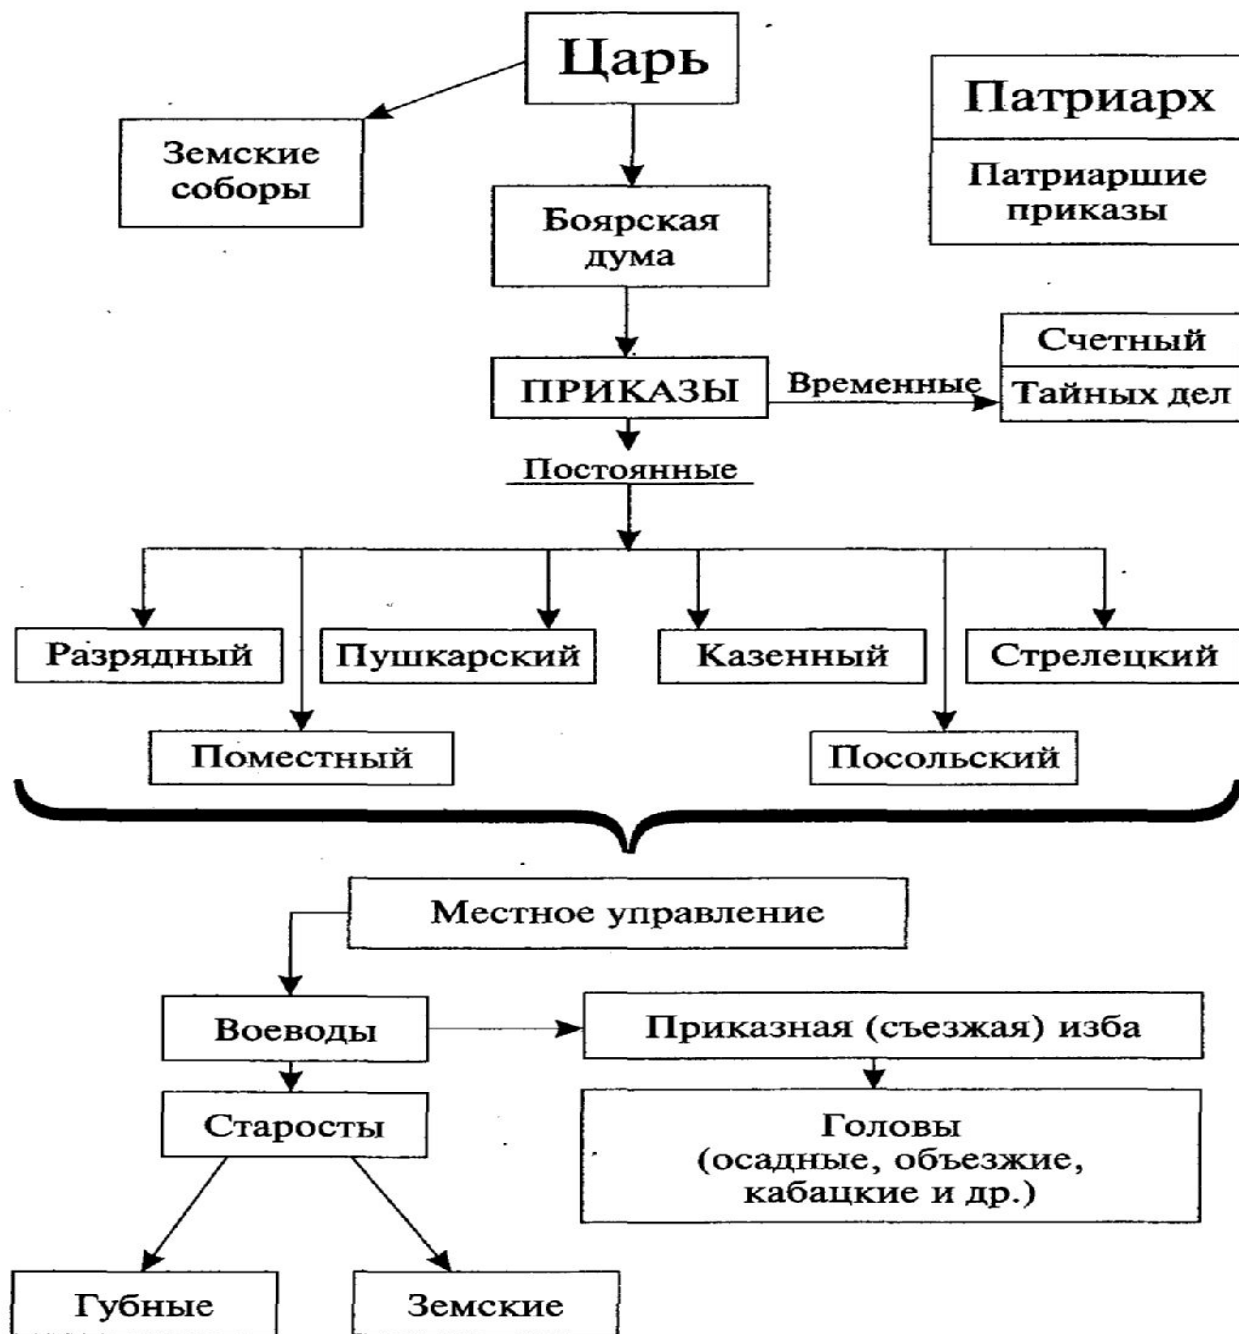 Царь
Патриарх
Земские
соборы
Патриаршие
приказы
Боярская
дума
Счетный
ПРИКАЗЫ
Временные
Тайных дел
Постоянные
Разрядный
Пушкарский
Казенный
Стрелецкий
Поместный
Посольский
Местное управление
Воеводы
Приказная (съезжая) изба
Старосты
Головы
(осадные, объезжие,
кабацкие и др.)
Губные
Земские